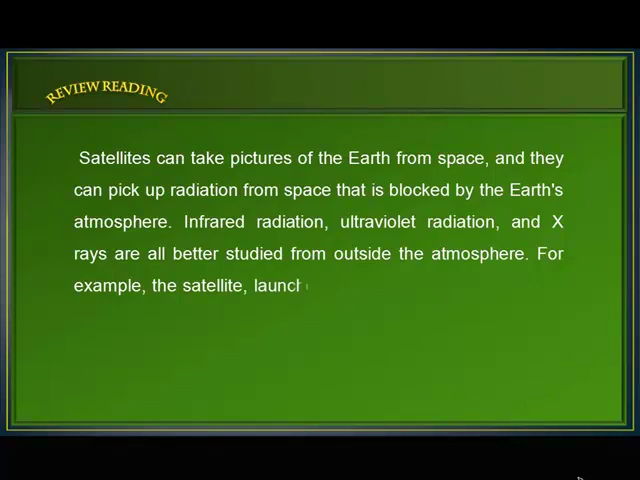 REVIEW READING
Satellites can take pictures of the Earth from space, and they
can pick up radiation from space that is blocked by the Earth's
atmosphere. Infrared radiation, ultraviolet radiation, and X
rays are all better studied from outside the atmosphere. For
example, the satellite, launch